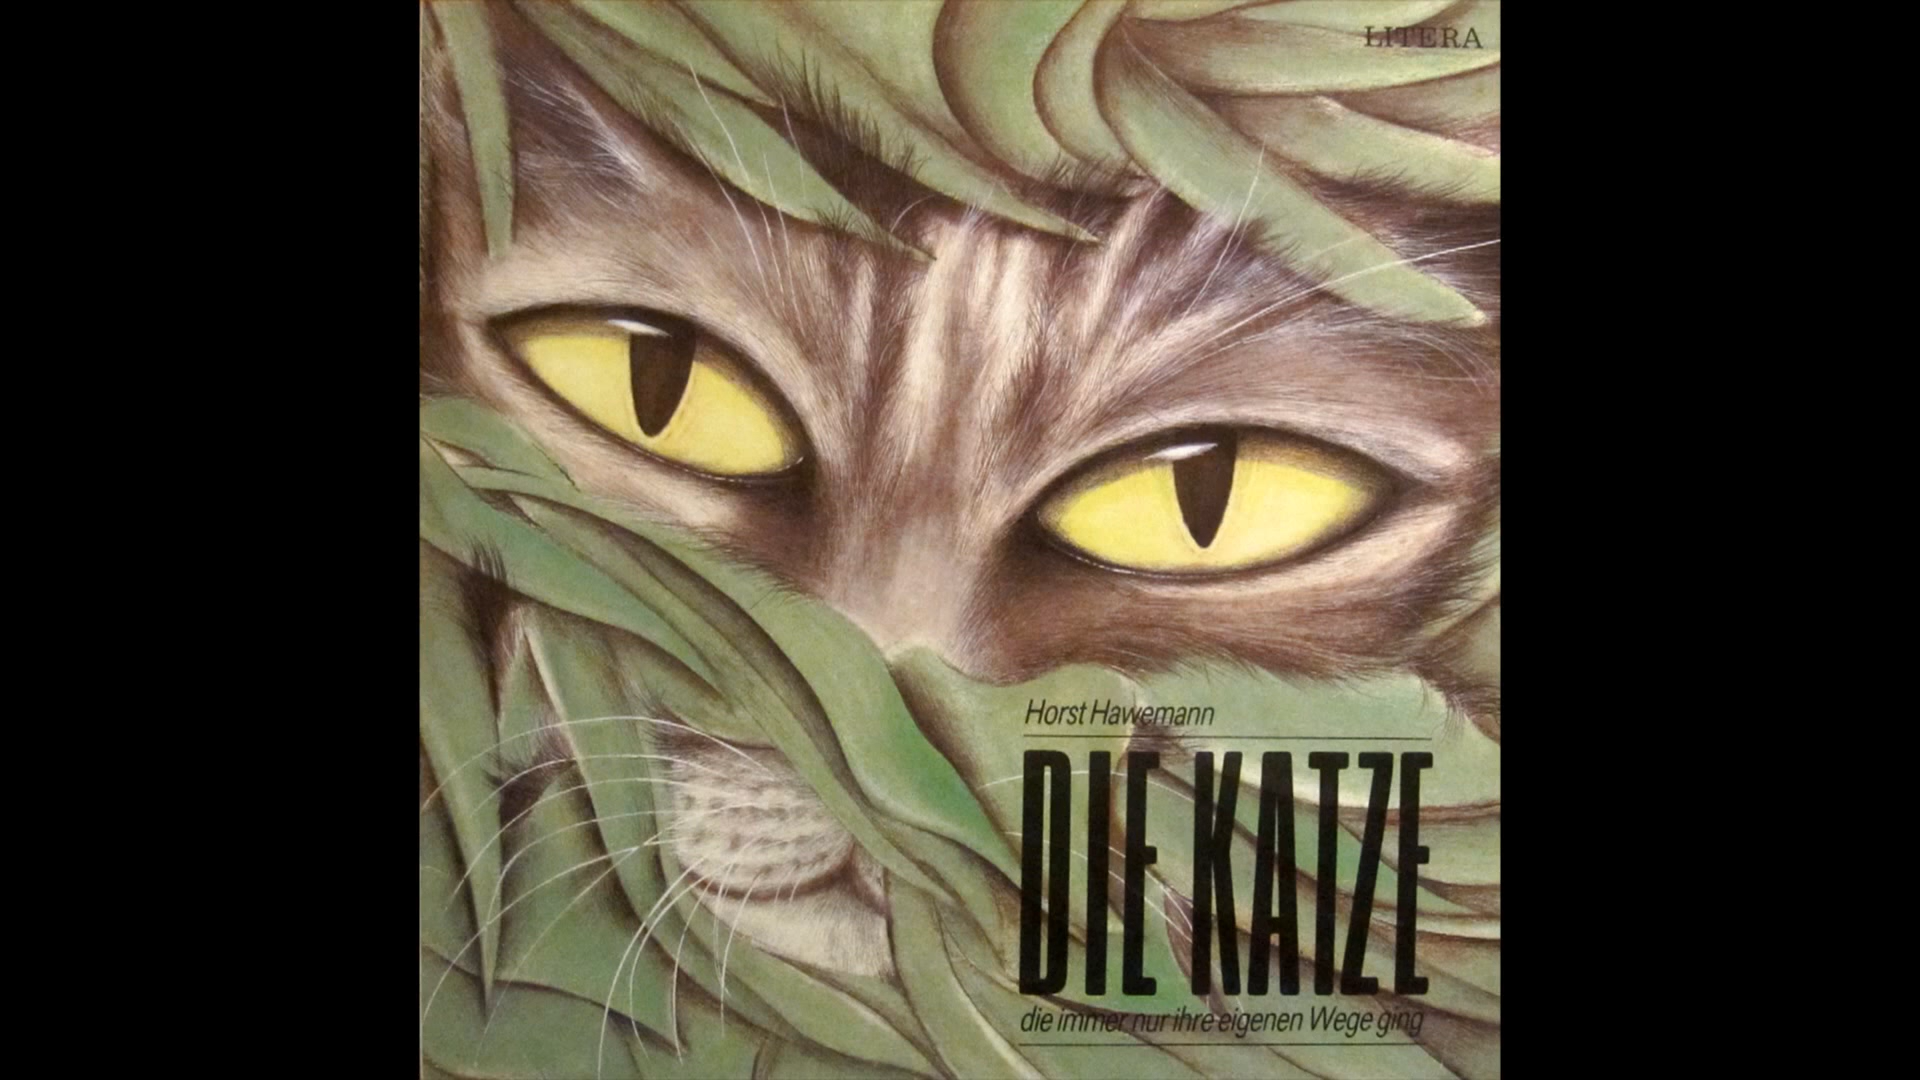 LITERA
Horst Hawemann
DIE KATZE
die immer nur ihre eigenen Wege ging